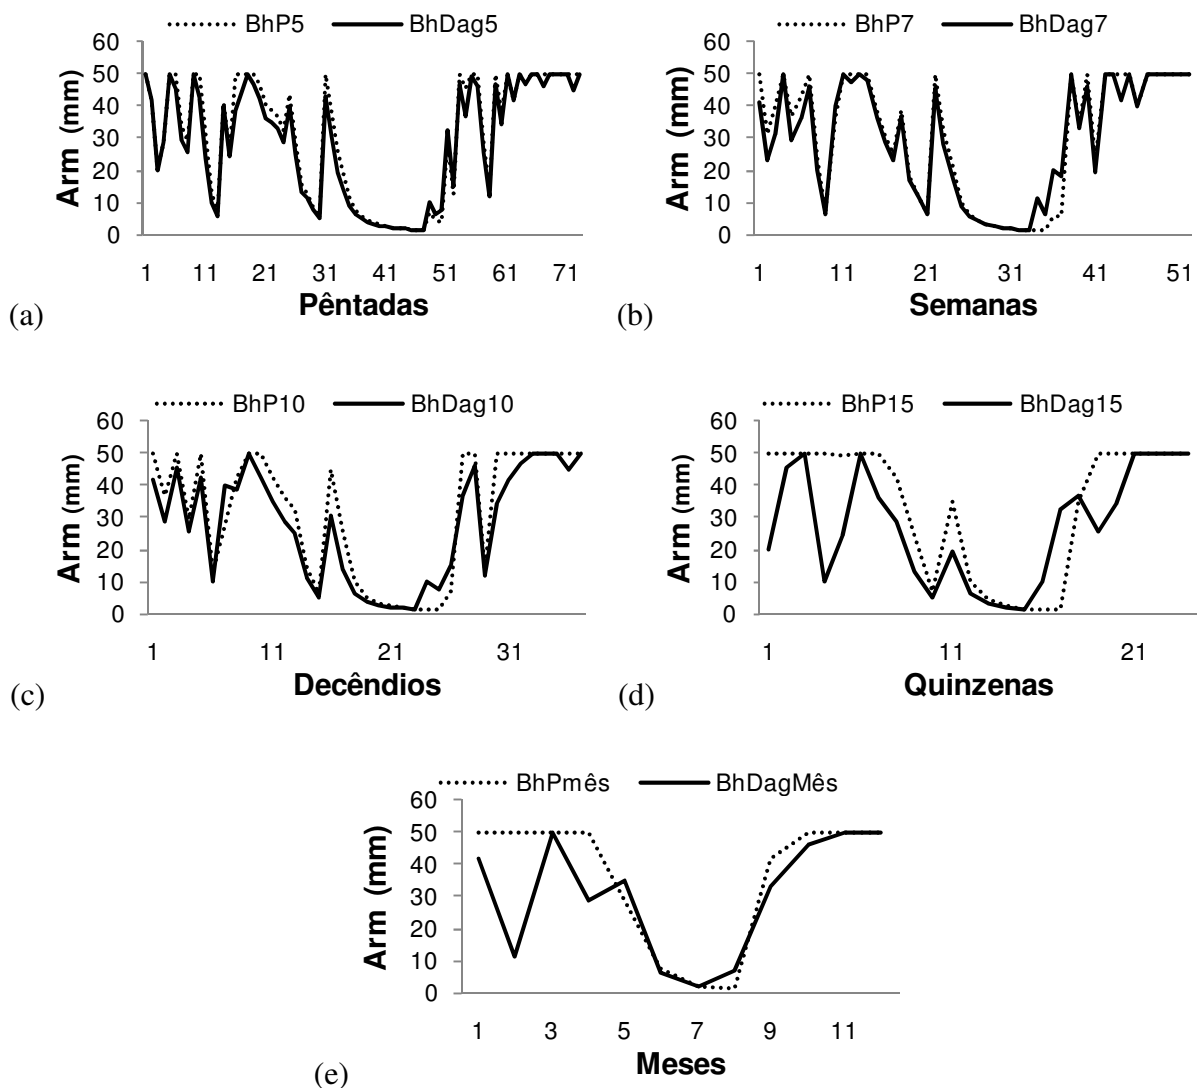 BhP5 BhDag5
60
50
40
30
20
10
0
Arm (mm)
1 11 21 31 41 51 61 71
Pêntadas
(a)
BhP7 BhDag7
60
50
40
30
20
10
0
Arm (mm)
1 11 21 31 41 51
Semanas
(b)
BhP10 BhDag10
60
50
40
30
20
10
0
Arm (mm)
1 11 21 31
Decêndios
(c)
BhP15 BhDag15
60
50
40
30
20
10
0
Arm (mm)
1 11 21
Quinzenas
(d)
BhPmês BhDagMês
60
50
40
30
20
10
0
Arm (mm)
1 3 5 7 9 11
Meses
(e)